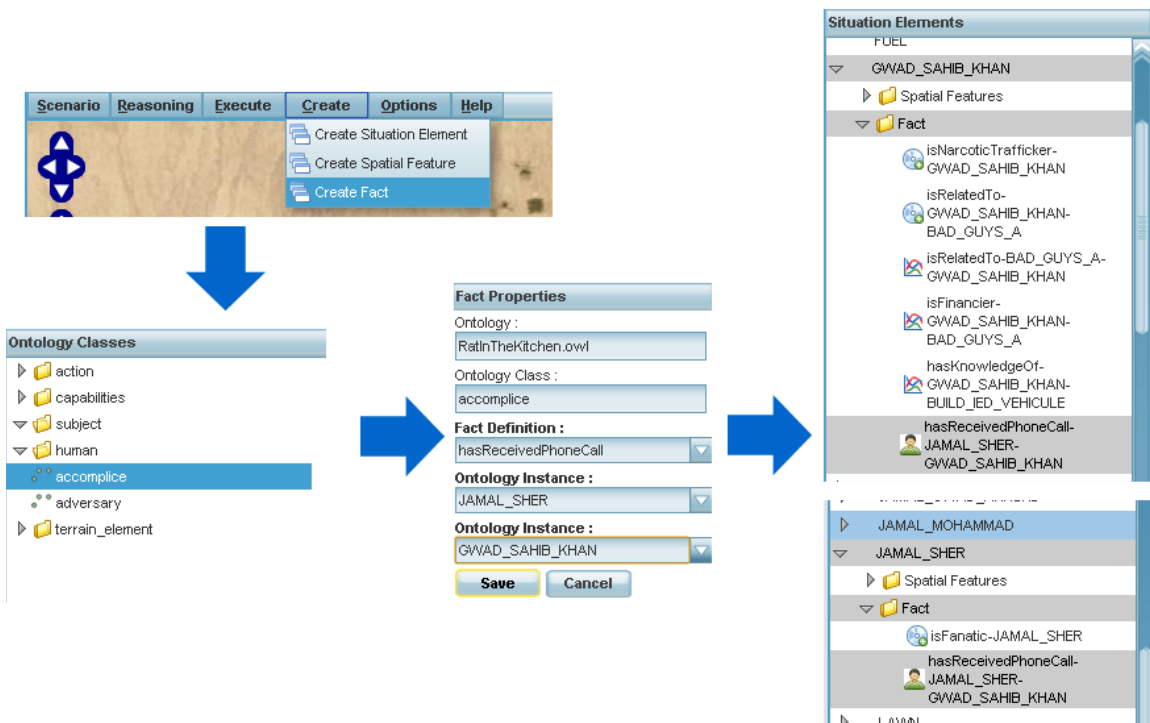 Scenario Reasoning Execute Create Options Help
Create Situation Element
Create Spatial Feature
Create Fact
Ontology Classes
action
capabilities
subject
human
accomplice
adversary
terrain_element
Fact Properties
Ontology :
RatInTheKitchen.owl
Ontology Class :
accomplice
Fact Definition :
hasReceivedPhoneCall
Ontology Instance :
JAMAL_SHER
Ontology Instance :
GWAD_SAHIB_KHAN
Save Cancel
Situation Elements
FUEL
GWAD_SAHIB_KHAN
Spatial Features
Fact
isNarcoticTrafficker-
GWAD_SAHIB_KHAN
isRelatedTo-
GWAD_SAHIB_KHAN-
BAD_GUYS_A
isRelatedTo-BAD_GUYS_A-
GWAD_SAHIB_KHAN
isFinancier-
GWAD_SAHIB_KHAN-
BAD_GUYS_A
hasKnowledgeOf-
GWAD_SAHIB_KHAN-
BUILD_IED_VEHICULE
hasReceivedPhoneCall-
JAMAL_SHER-
GWAD_SAHIB_KHAN
JAMAL_MOHAMMAD
JAMAL_SHER
Spatial Features
Fact
isFanatic-JAMAL_SHER
hasReceivedPhoneCall-
JAMAL_SHER-
GWAD_SAHIB_KHAN